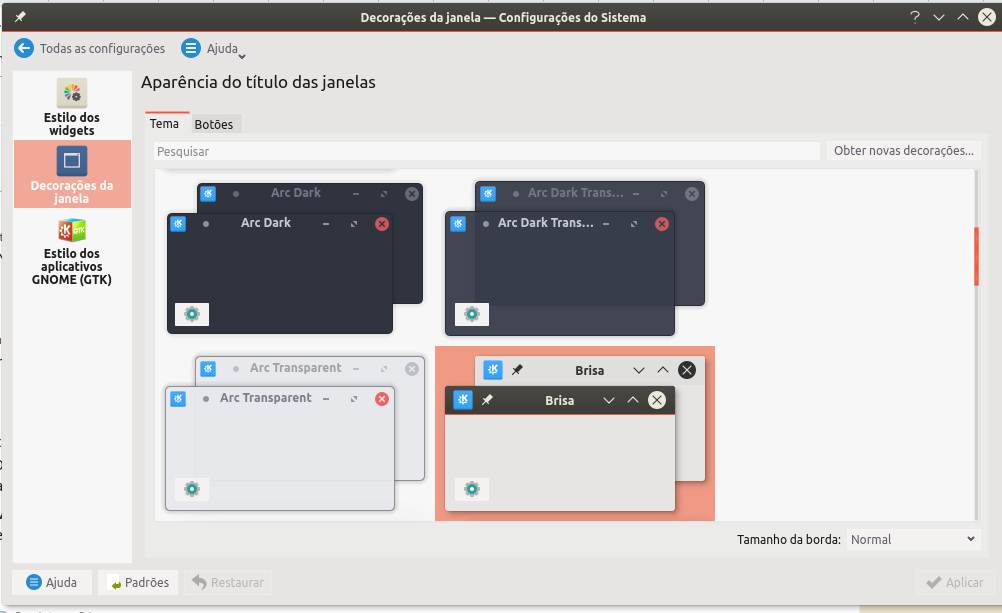 Decorações da janela — Configurações do Sistema
Todas as configurações
Ajuda
Estilo dos
widgets
Decorações da
janela
Estilo dos
aplicativos
GNOME (GTK)
Aparência do título das janelas
Tema
Botões
Pesquisar
Obter novas decorações...
Arc Dark
Arc Dark
Arc Dark Trans...
Arc Dark Trans...
Arc Transparent
Arc Transparent
Brisa
Brisa
Tamanho da borda:
Normal
Ajuda
Padrões
Restaurar
Aplicar